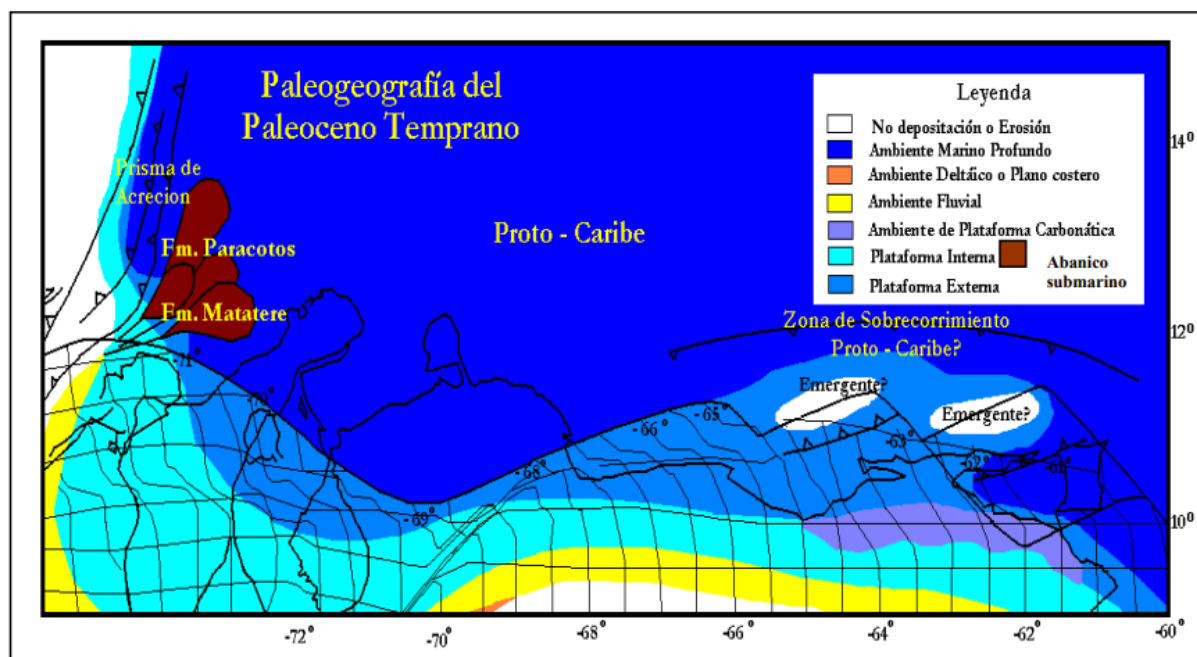 Paleogeografía del
Paleoceno Temprano
Leyenda
No depositación o Erosión
Ambiente Marino Profundo
Ambiente Deltáico o Plano costero
Ambiente Fluvial
Ambiente de Plataforma Carbonática
Plataforma Interna
Abanico
submarino
Plataforma Externa
Prisma de
Acrecion
Fm. Paracotos
Fm. Matatere
Proto - Caribe
Zona de Sobrecorrimiento
Proto - Caribe?
Emergente?
Emergente?
14°
12°
10°
-71°
-70°
-69°
-68°
-66°
-65°
-63°
-62°
-61°
-72°
-70°
-68°
-66°
-64°
-62°
-60°